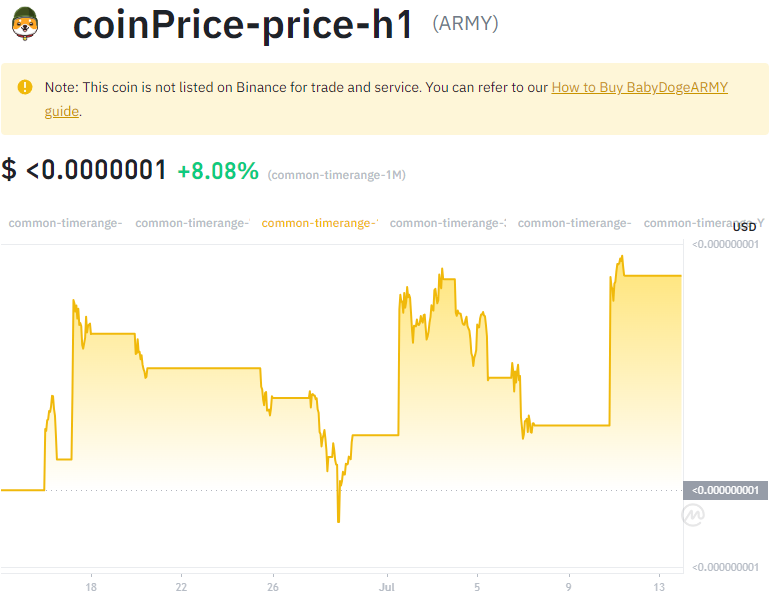 coinPrice-price-h1 (ARMY)
Note: This coin is not listed on Binance for trade and service. You can refer to our How to Buy BabyDogeARMY
guide.
$ <0.0000001 +8.08% (common-timerange-1M)
common-timerange- common-timerange- common-timerange- common-timerange- common-timerange- common-timerange-Y
USD
<0.000000001
<0.000000001
<0.000000001
18 22 26 Jul 5 9 13